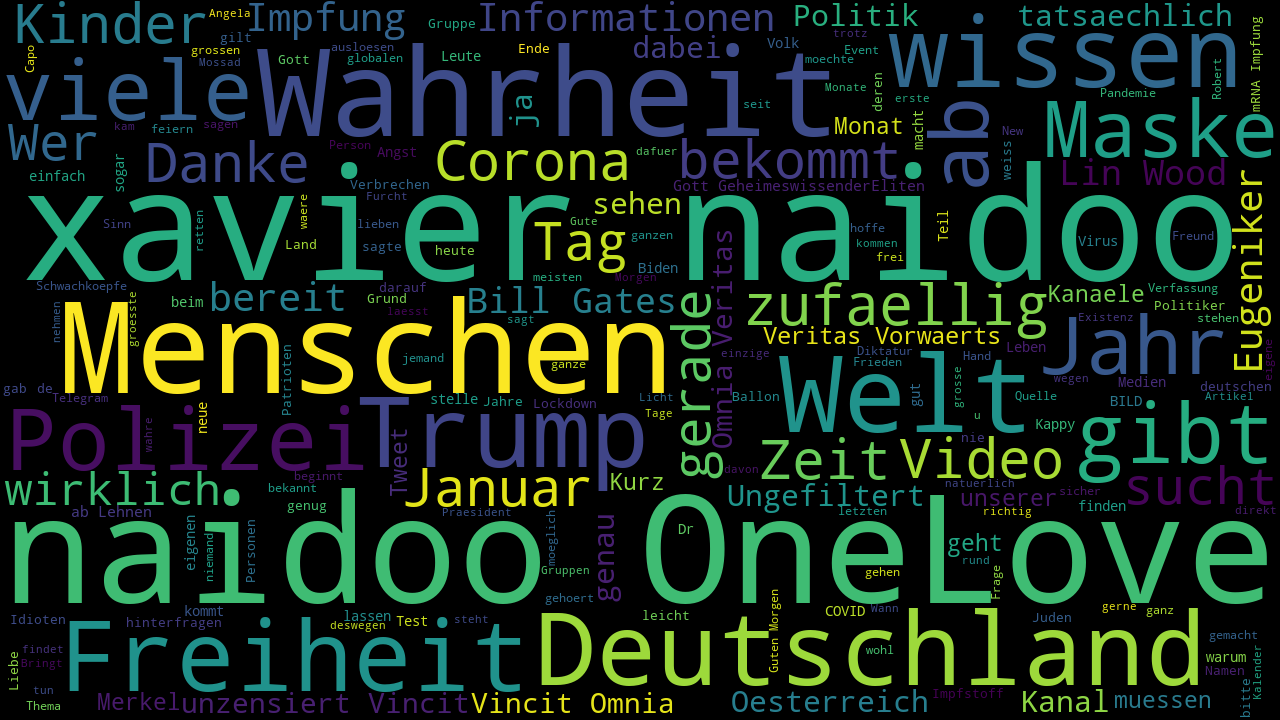 Kinder
Angela
Impfung
Gruppe
Informationen
Politik
tatsaechlich
gilt
Capo
grossen
Mossad
ausloesen
globalen
Gott
Leute
Ende
dabei
Volk
trotz
Event
moechte
ab
wissen
Robert
mRNA Impfung
viele
Wahrheit
ja
seit
Monate
deren
erste
Pandemie
Maske
Wer
kam
feiern
sagen
Monat
macht
New
weiss
einfach
sogar
Danke
Person
Angst
Corona
dafuer
bekommt
Lin Wood
Verbrechen
Furcht
Gott GeheimeswissenderEliten
xavier naidoo
Sinn
retten
waere
Land
lieben
sagte
heute
sehen
Tag
Gute
ganzen
Biden
meisten
Morgen
hoffe
kommen
frei
Teil
Virus
Freund
Eugeniker
Schwachkoepfe
groesste
beim
bereit
darauf
Grund
laesst
Bill Gates
sagt
gerade
Omnia Veritas
zufaellig
Kanaele
Verfassung
Politiker
stehen
nehmen
Menschen
jemand
ganze
Veritas Vorwaerts
einzige
Diktatur
Frieden
Hand
Leben
Existenz
Jahr
wegen
eigene
gab
de
Telegram
Patrioten
neue
stelle
Jahre
Lockdown
Licht
Tage
Ballon
Welt
gut
grosse
Quelle
BILD
Medien
deutschen
Artikel
Polizei
wahre
Trump
Tweet
davon
Zeit
Video
nie
u
Kappy
gibt
wirklich
beginnt
bekannt
genug
Januar
Kurz
Ungefiltert
natuerlich
unserer
sicher
sucht
direkt
ab Lehnen
eigenen
niemand
Personen
Praesident
moeglich
genau
letzten
richtig
finden
naidoo OneLove
Dr
Gruppen
geht
rund
gehen
Frage
Idioten
hinterfragen
kommt
lassen
deswegen
Test
steht
gehoert
leicht
Guten Morgen
COVID
Wann
wohl
gerne
ganz
Juden
gemacht
warum
Namen
Liebe
findet
Bringt
tun
Thema
Freiheit
Deutschland
bitte
Kalender
Merkel
unzensiert Vincit
Vincit Omnia
Oesterreich
Impfstoff
Kanal
muessen